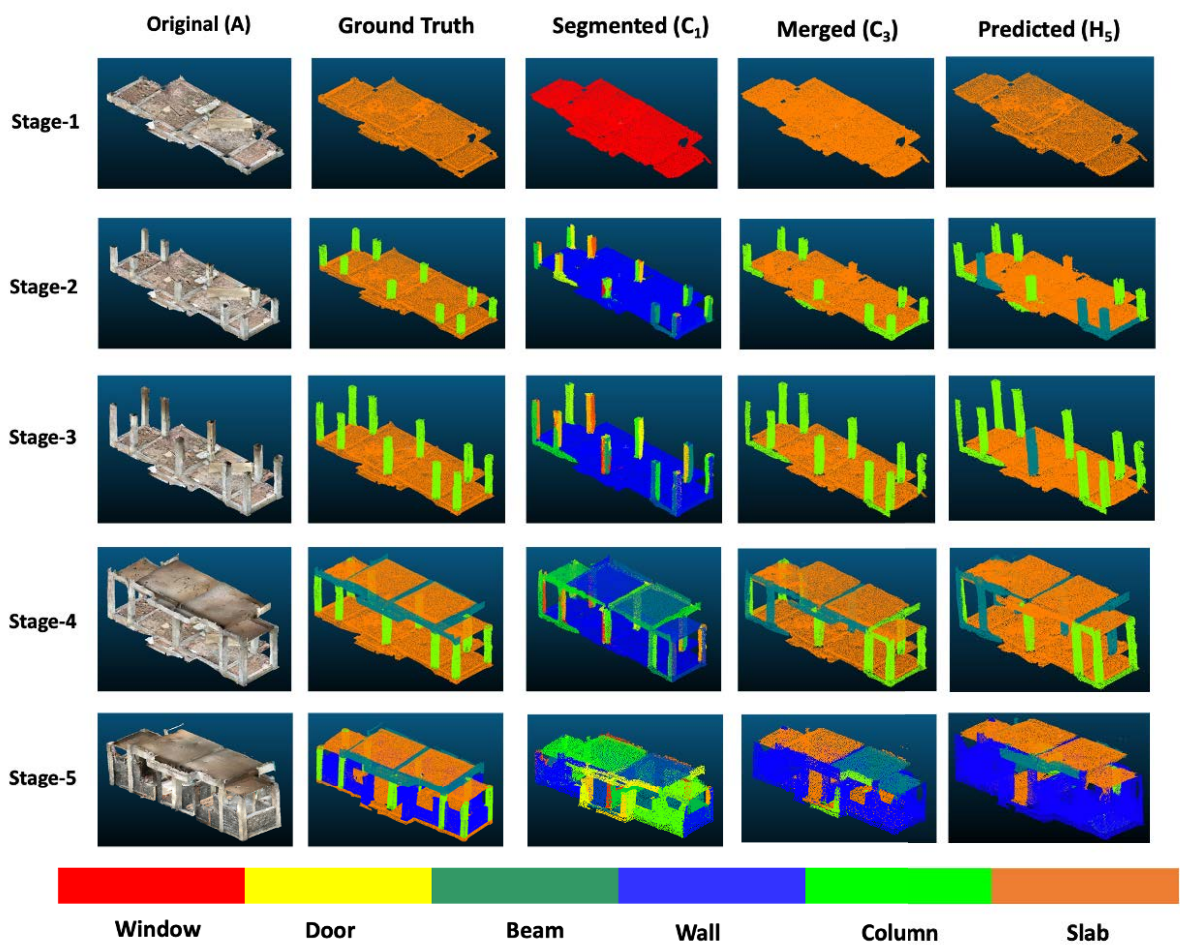 Original (A) Ground Truth Segmented (C₁) Merged (C₃) Predicted (H₅)
Stage-1
Stage-2
Stage-3
Stage-4
Stage-5
Window Door Beam Wall Column Slab